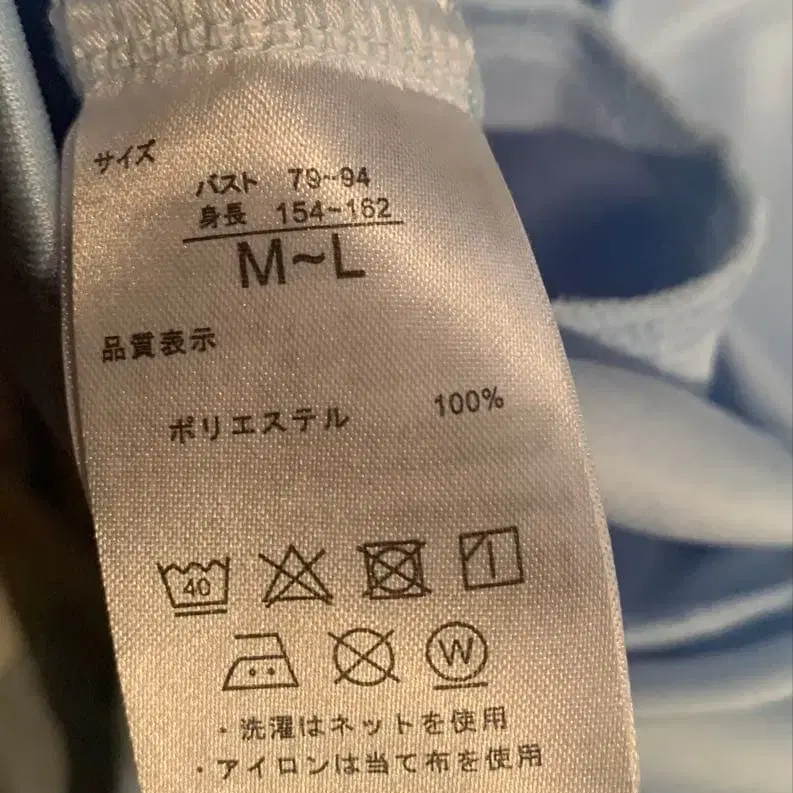 サイズ
バスト 79~94
身長 154~162
M~L
品質表示
ポリエステル 100%
40
W
・洗濯はネットを使用
・アイロンは当て布を使用